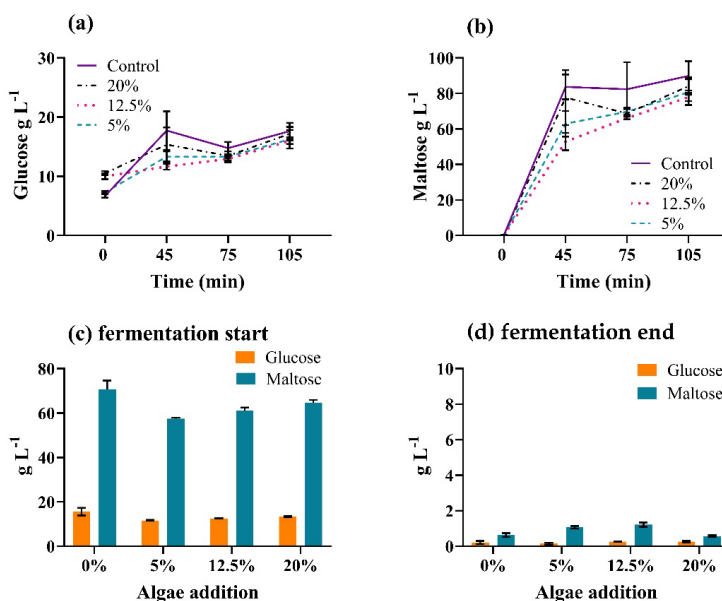 (a)
30
20
10
0
Glucose g L⁻¹
Control
20%
12.5%
5%
0 45 75 105
Time (min)
(b)
100
80
60
40
20
0
Maltose g L⁻¹
Control
20%
12.5%
5%
0 45 75 105
Time (min)
(c) fermentation start
Glucose
Maltose
80
60
40
20
0
g L⁻¹
0% 5% 12.5% 20%
Algae addition
(d) fermentation end
Glucose
Maltose
10
8
6
4
2
0
g L⁻¹
0% 5% 12.5% 20%
Algae addition